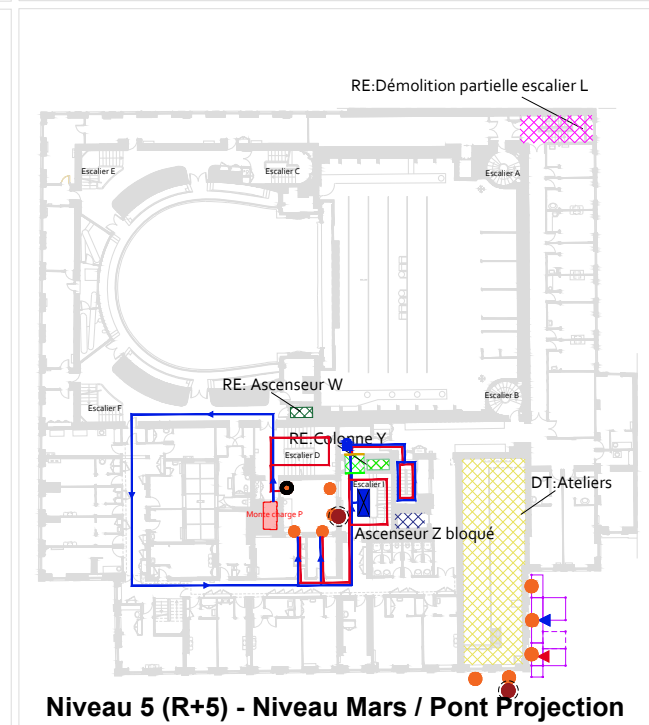 RE:Démolition partielle escalier L
Escalier E
Escalier C
Escalier A
RE: Ascenseur W
Escalier B
Escalier F
RE:Colonne Y
Escalier D
DT:Ateliers
Escalier I
Monte charge P
Ascenseur Z bloqué
Niveau 5 (R+5) - Niveau Mars / Pont Projection